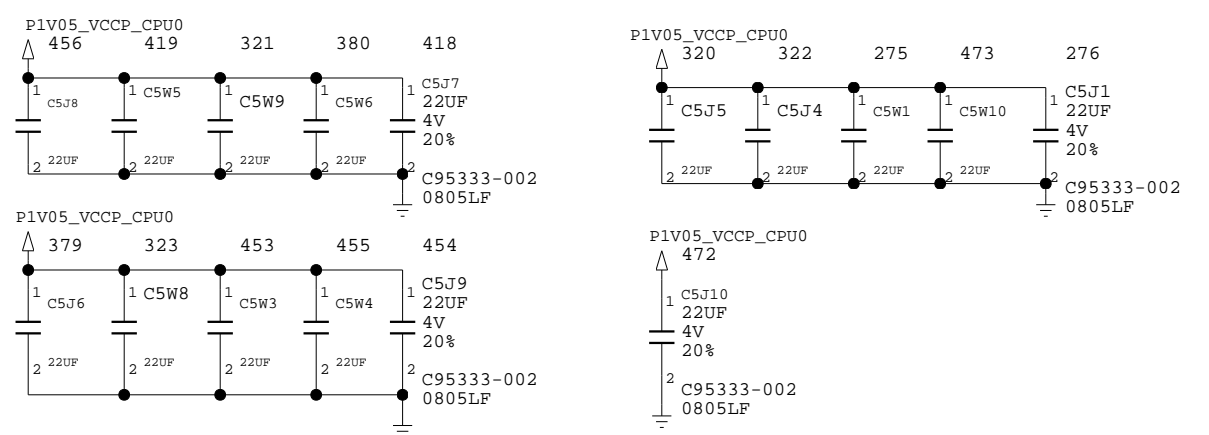 P1V05_VCCP_CPU0
456 419 321 380 418
1 C5J8 1 C5W5 1 C5W9 1 C5W6 1 C5J7
22UF
4V
20%
2 22UF 2 22UF 2 22UF 2 22UF 2
C95333-002
0805LF
P1V05_VCCP_CPU0
379 323 453 455 454
1 C5J6 1 C5W8 1 C5W3 1 C5W4 1 C5J9
22UF
4V
20%
2 22UF 2 22UF 2 22UF 2 22UF 2
C95333-002
0805LF
P1V05_VCCP_CPU0
320 322 275 473 276
1 C5J5 1 C5J4 1 C5W1 1 C5W10 1 C5J1
22UF
4V
20%
2 22UF 2 22UF 2 22UF 2 22UF 2
C95333-002
0805LF
P1V05_VCCP_CPU0
472
1 C5J10
22UF
4V
20%
2
C95333-002
0805LF